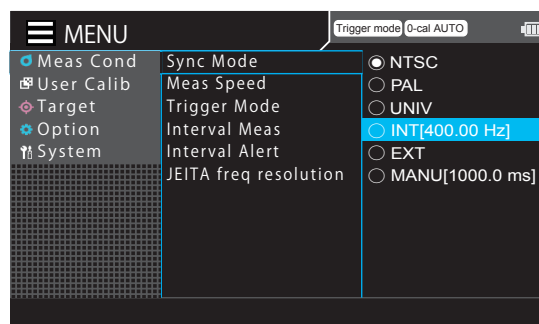 MENU
Trigger mode 0-cal AUTO
Meas Cond
User Calib
Target
Option
System
Sync Mode
Meas Speed
Trigger Mode
Interval Meas
Interval Alert
JEITA freq resolution
NTSC
PAL
UNIV
INT[400.00 Hz]
EXT
MANU[1000.0 ms]